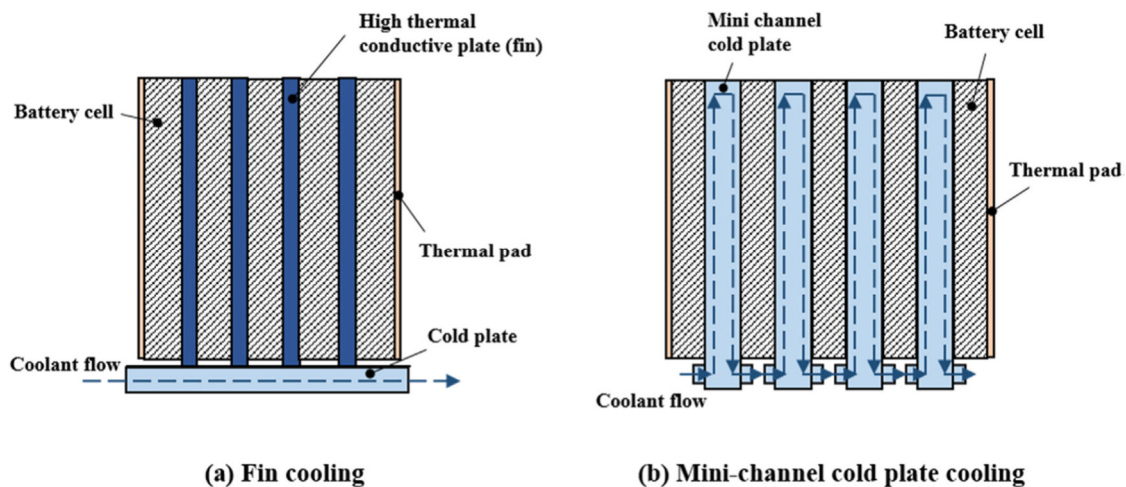 High thermal
conductive plate (fin)
Battery cell
Thermal pad
Cold plate
Coolant flow
(a) Fin cooling
Mini channel
cold plate
Battery cell
Thermal pad
Coolant flow
(b) Mini-channel cold plate cooling